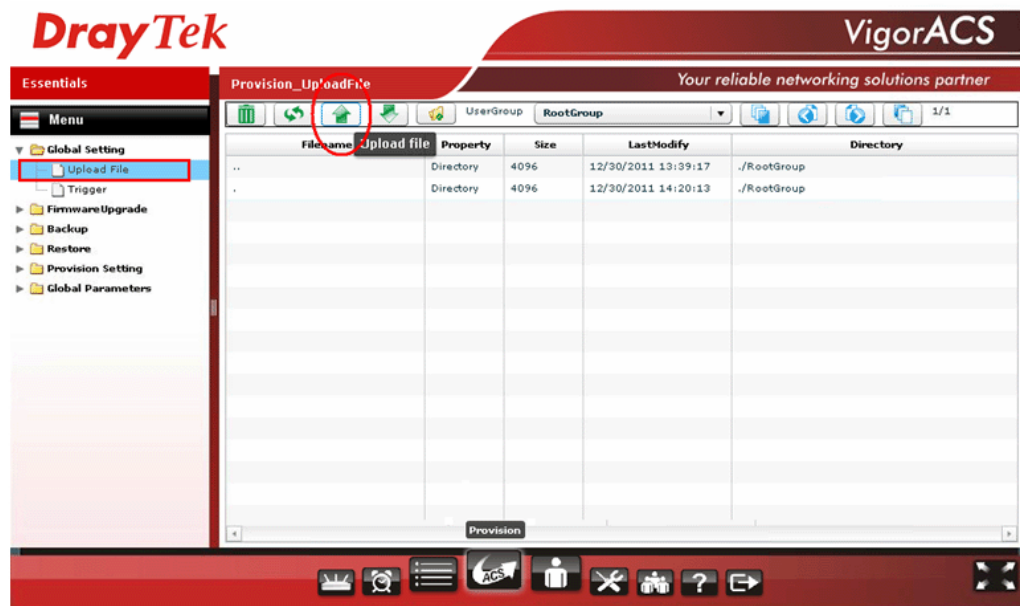 DrayTek
VigorACS
Essentials
Provision_UploadFile
Your reliable networking solutions partner
Menu
UserGroup RootGroup 1/1
Upload file
Filename Property Size LastModify Directory
.. Directory 4096 12/30/2011 13:39:17 ./RootGroup
. Directory 4096 12/30/2011 14:20:13 ./RootGroup
Global Setting
Upload File
Trigger
FirmwareUpgrade
Backup
Restore
Provision Setting
Global Parameters
Provision
ACS
?